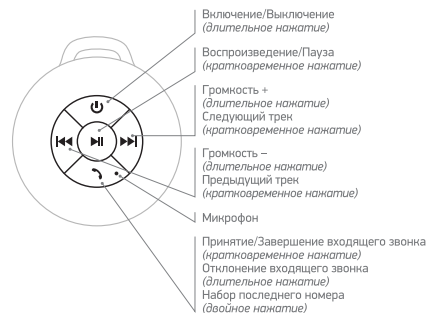 Включение/Выключение
(длительное нажатие)
Воспроизведение/Пауза
(кратковременное нажатие)
Громкость +
(длительное нажатие)
Следующий трек
(кратковременное нажатие)
Громкость –
(длительное нажатие)
Предыдущий трек
(кратковременное нажатие)
Микрофон
Принятие/Завершение входящего звонка
(кратковременное нажатие)
Отклонение входящего звонка
(длительное нажатие)
Набор последнего номера
(двойное нажатие)